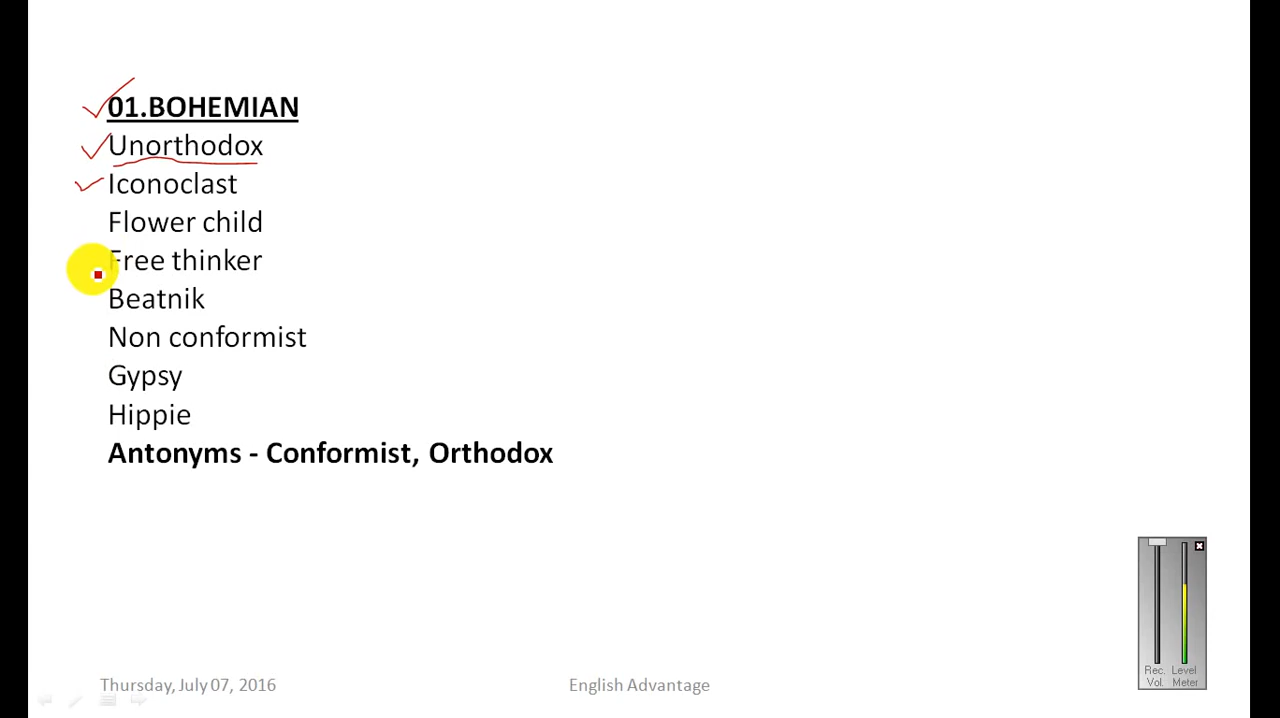 01.BOHEMIAN
Unorthodox
Iconoclast
Flower child
Free thinker
Beatnik
Non conformist
Gypsy
Hippie
Antonyms - Conformist, Orthodox
Rec. Level
Vol. Meter
Thursday, July 07, 2016 English Advantage